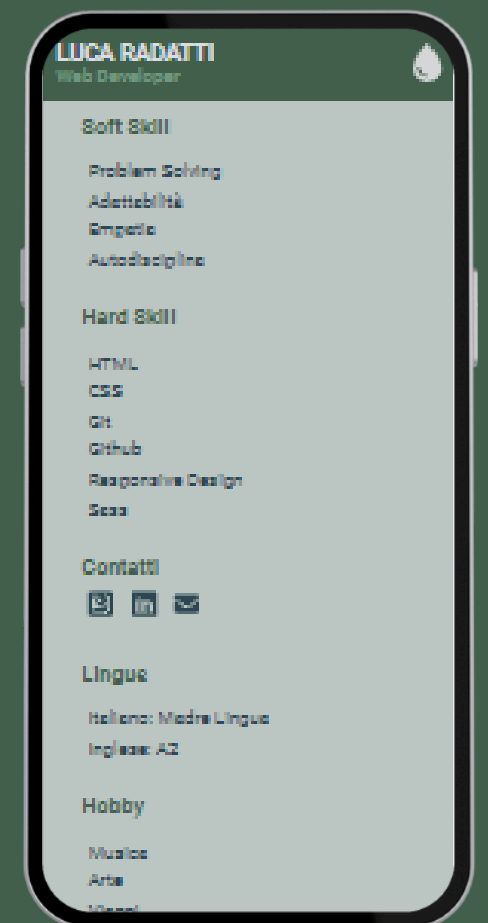 LUCA RADATTI
Web Developer
Soft Skill
Problem Solving
Adattabilità
Empatia
Autodisciplina
Hard Skill
HTML
CSS
Git
Github
Responsive Design
Sass
Contatti
in
Lingue
Italiano: Madre Lingua
Inglese: A2
Hobby
Musica
Arte